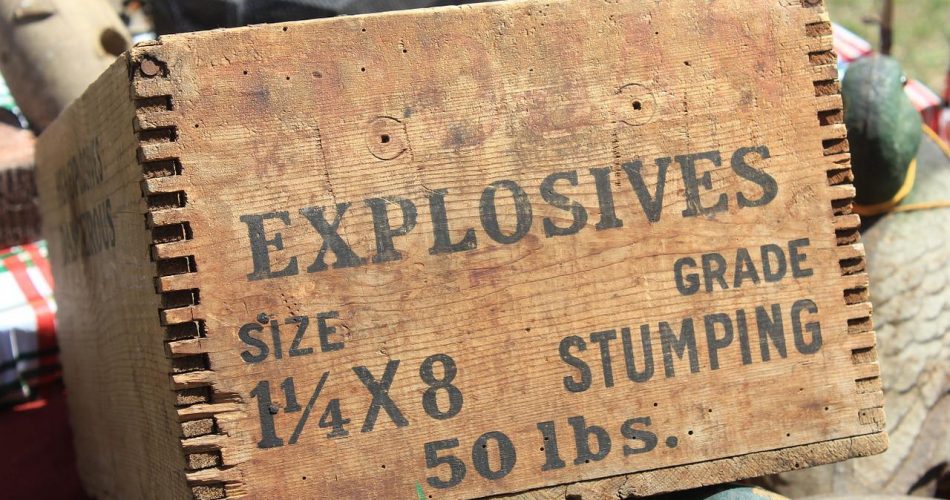 EXPLOSIVES
GRADE
SIZE STUMPING
1¼ X 8
50 lbs.